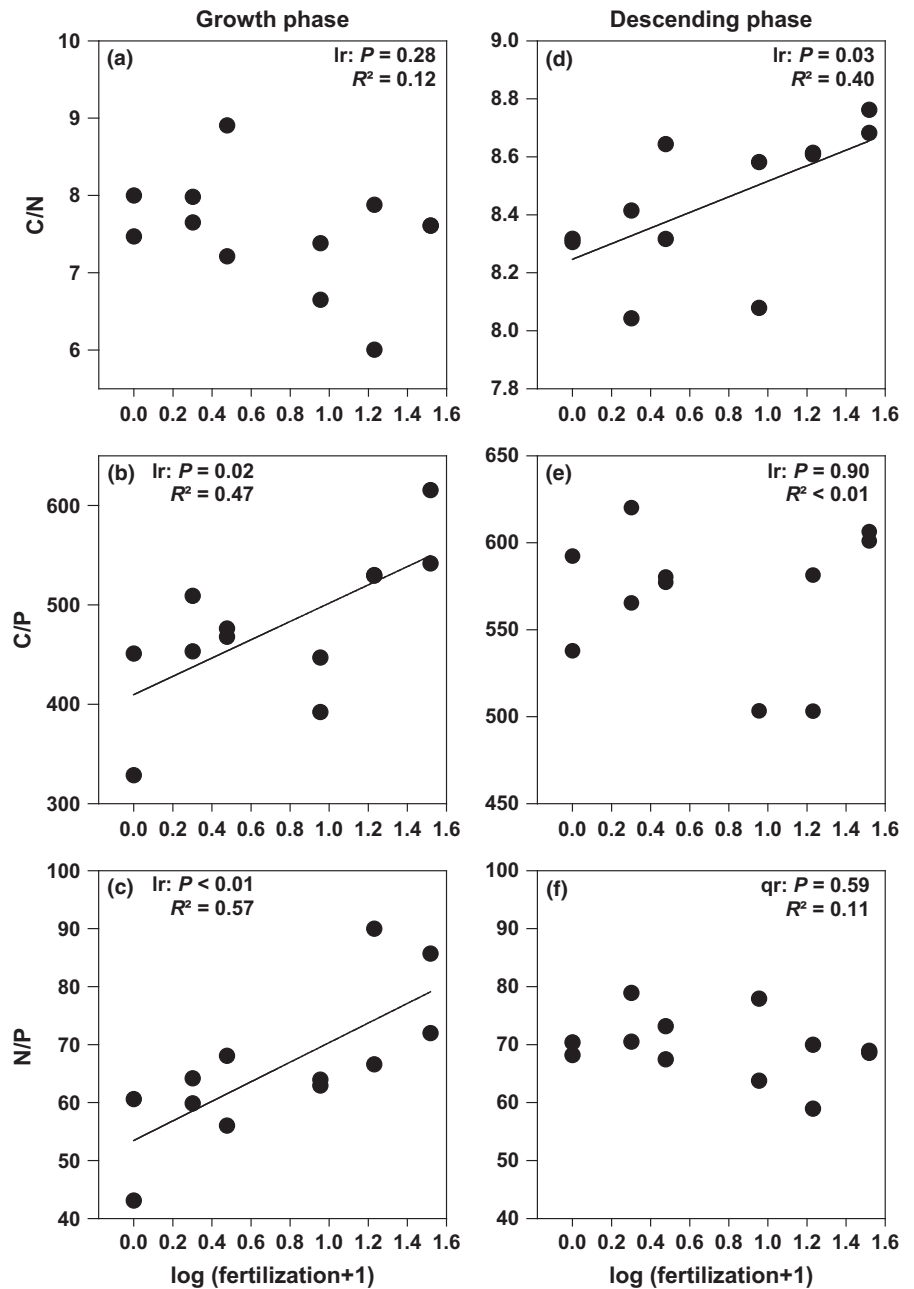 Growth phase
Descending phase
(a)
lr: P = 0.28
R² = 0.12
C/N
10
9
8
7
6
0.0 0.2 0.4 0.6 0.8 1.0 1.2 1.4 1.6
(d)
lr: P = 0.03
R² = 0.40
9.0
8.8
8.6
8.4
8.2
8.0
7.8
0.0 0.2 0.4 0.6 0.8 1.0 1.2 1.4 1.6
(b)
lr: P = 0.02
R² = 0.47
C/P
600
500
400
300
0.0 0.2 0.4 0.6 0.8 1.0 1.2 1.4 1.6
(e)
lr: P = 0.90
R² < 0.01
650
600
550
500
450
0.0 0.2 0.4 0.6 0.8 1.0 1.2 1.4 1.6
(c)
lr: P < 0.01
R² = 0.57
N/P
100
90
80
70
60
50
40
0.0 0.2 0.4 0.6 0.8 1.0 1.2 1.4 1.6
log (fertilization+1)
(f)
qr: P = 0.59
R² = 0.11
100
90
80
70
60
50
40
0.0 0.2 0.4 0.6 0.8 1.0 1.2 1.4 1.6
log (fertilization+1)